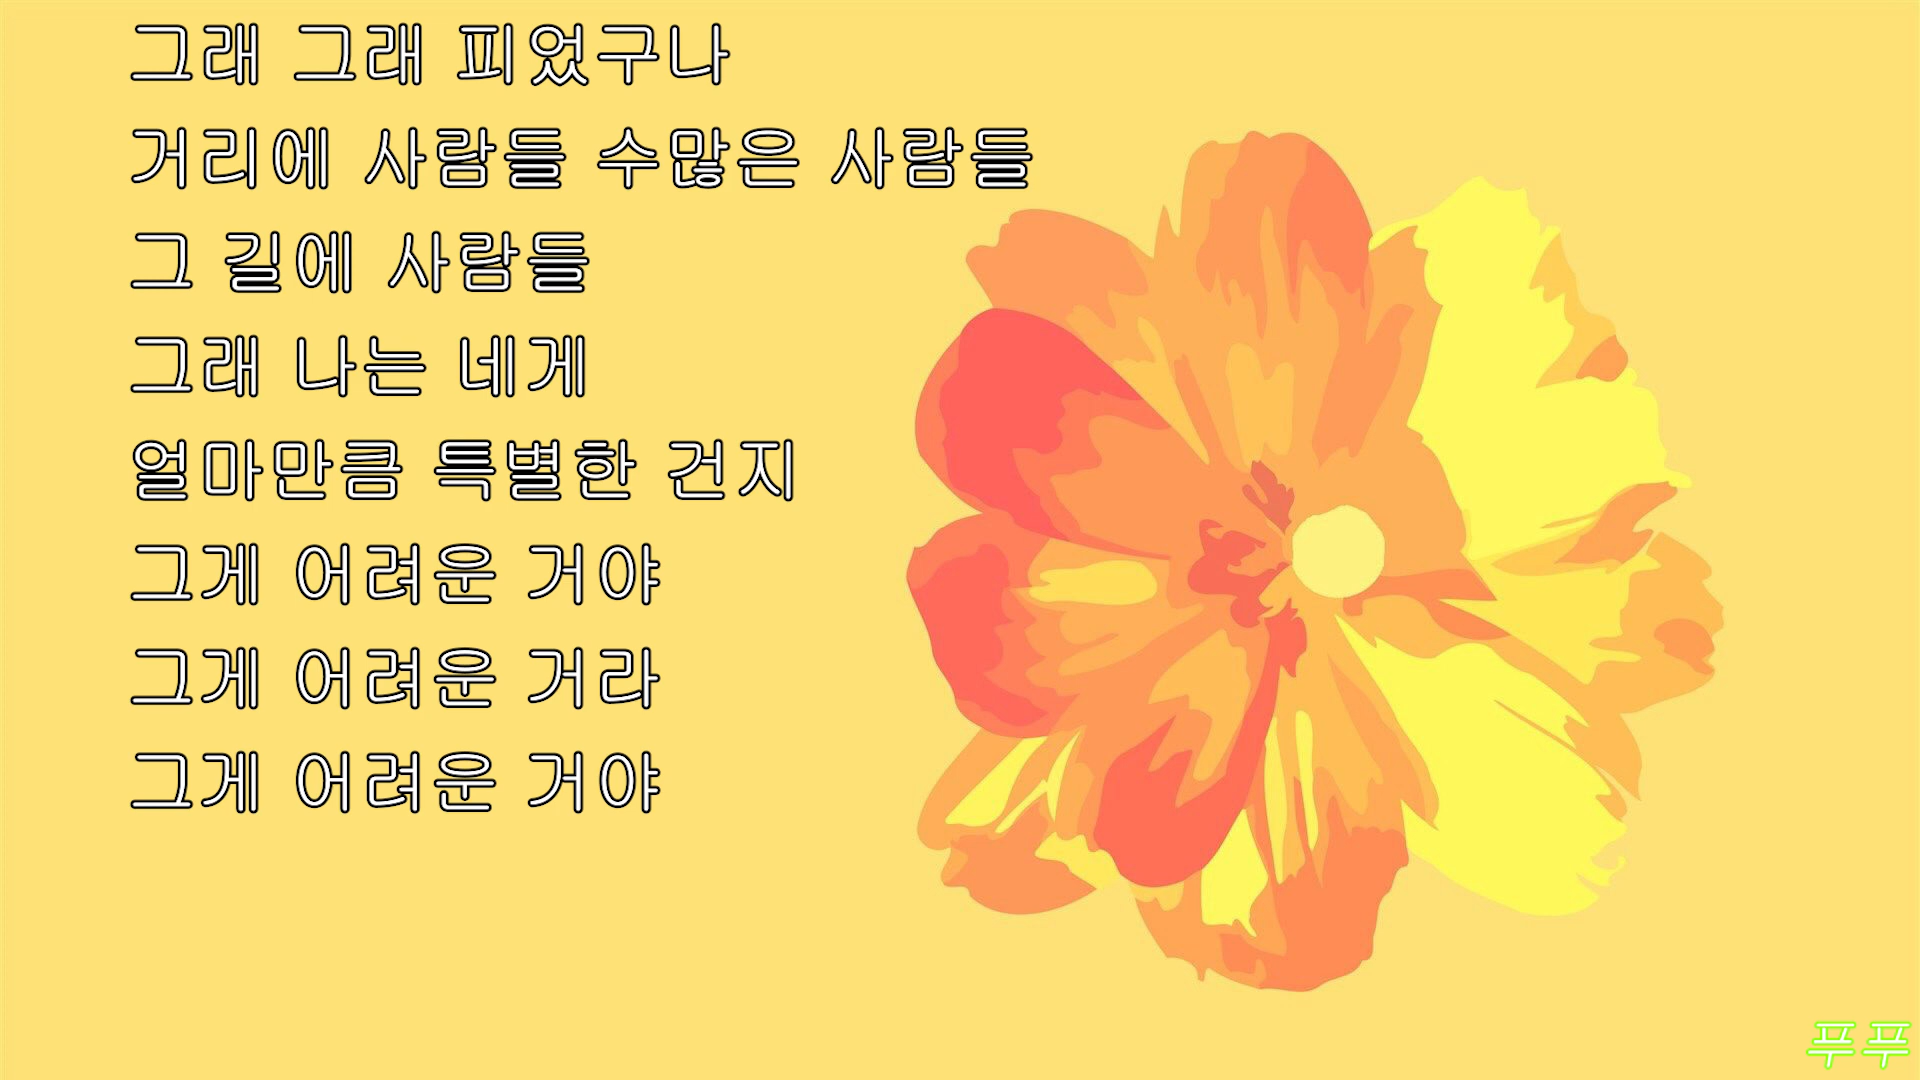 그래 그래 피었구나
거리에 사람들 수많은 사람들
그 길에 사람들
그래 나는 네게
얼마만큼 특별한 건지
그게 어려운 거야
그게 어려운 거라
그게 어려운 거야
푸푸